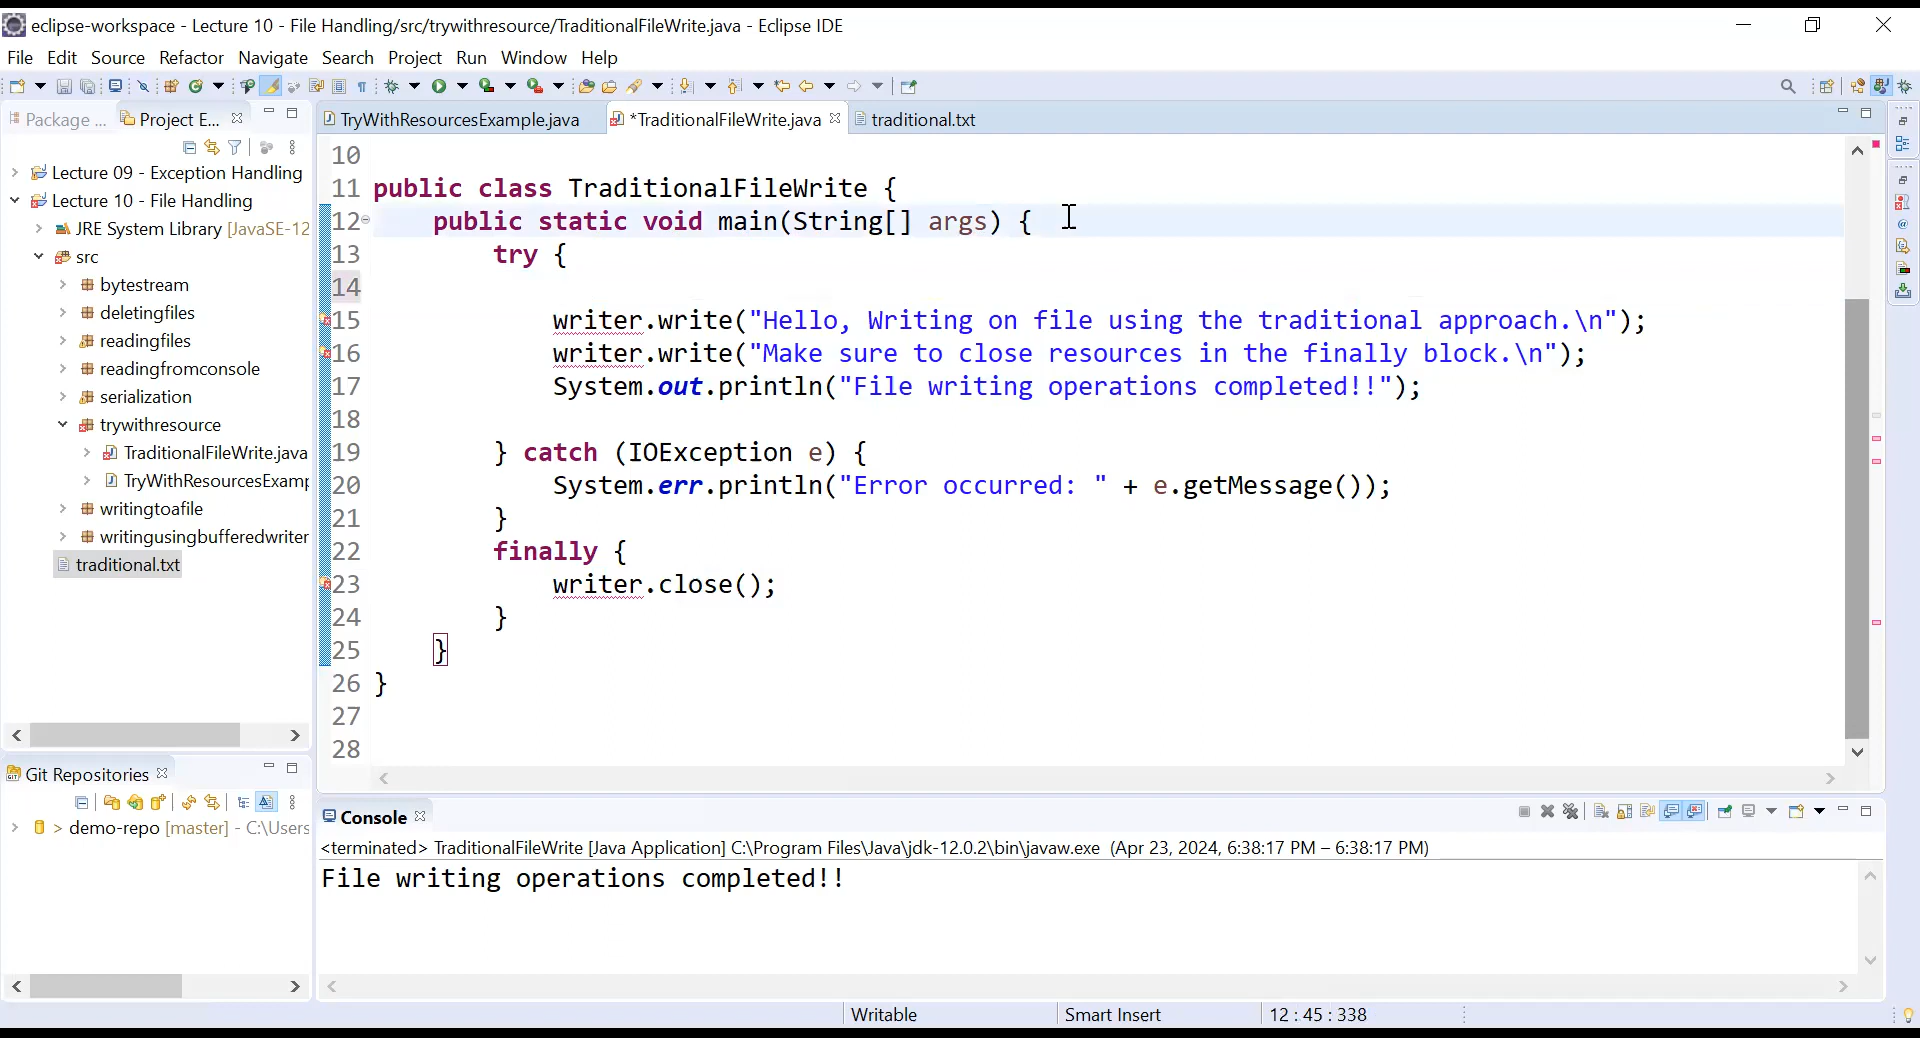 eclipse-workspace - Lecture 10 - File Handling/src/trywithresource/TraditionalFileWrite.java - Eclipse IDE
File Edit Source Refactor Navigate Search Project Run Window Help
Package ... Project E...
TryWithResourcesExample.java *TraditionalFileWrite.java traditional.txt
Lecture 09 - Exception Handling
Lecture 10 - File Handling
JRE System Library [JavaSE-12
src
bytestream
deletingfiles
readingfiles
readingfromconsole
serialization
trywithresource
TraditionalFileWrite.java
TryWithResourcesExamp
writingtoafile
writingusingbufferedwriter
traditional.txt
10
11 public class TraditionalFileWrite {
12 public static void main(String[] args) {
13 try {
14
15 writer.write("Hello, Writing on file using the traditional approach.\n");
16 writer.write("Make sure to close resources in the finally block.\n");
17 System.out.println("File writing operations completed!!");
18
19 } catch (IOException e) {
20 System.err.println("Error occurred: " + e.getMessage());
21 }
22 finally {
23 writer.close();
24 }
25 }
26 }
27
28
Git Repositories
> demo-repo [master] - C:\Users
Console
<terminated> TraditionalFileWrite [Java Application] C:\Program Files\Java\jdk-12.0.2\bin\javaw.exe (Apr 23, 2024, 6:38:17 PM – 6:38:17 PM)
File writing operations completed!!
Writable Smart Insert 12 : 45 : 338